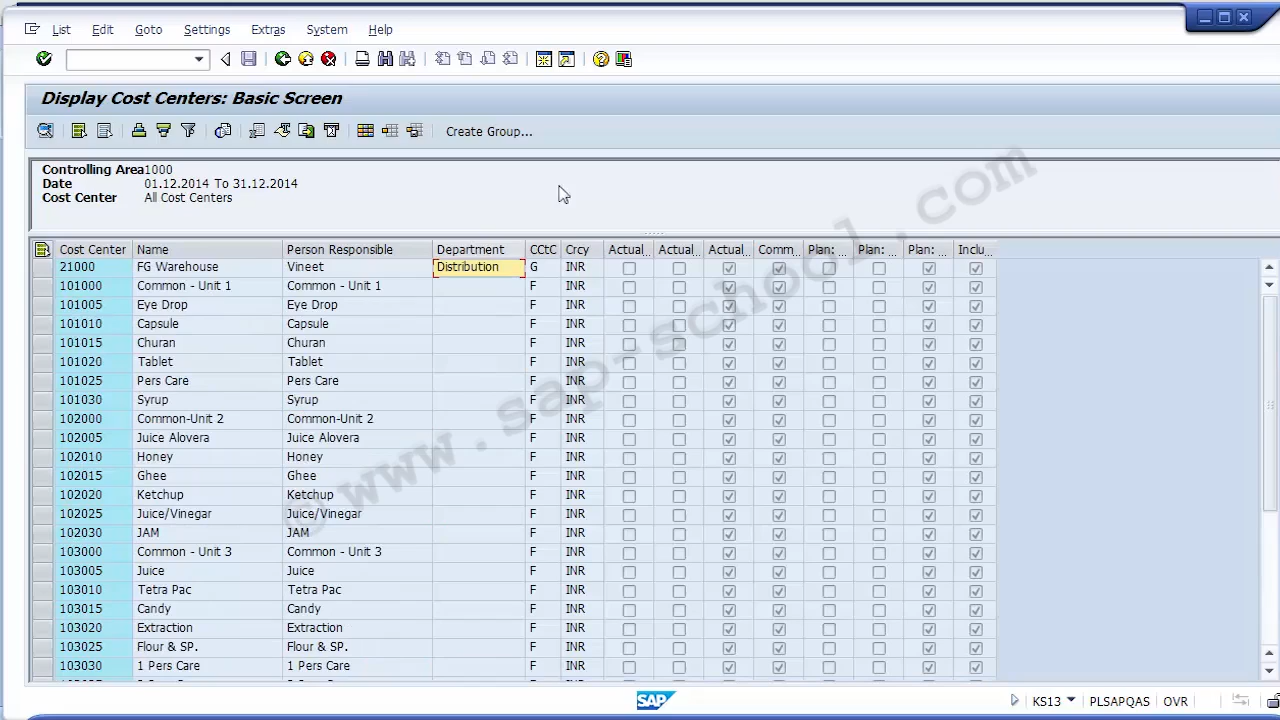 List Edit Goto Settings Extras System Help
Display Cost Centers: Basic Screen
Create Group...
Controlling Area1000
Date 01.12.2014 To 31.12.2014
Cost Center All Cost Centers
Cost Center Name Person Responsible Department CCtC Crcy Actual... Actual... Actual... Comm... Plan: ... Plan: ... Plan: ... Inclu...
21000 FG Warehouse Vineet Distribution G INR
101000 Common - Unit 1 Common - Unit 1 F INR
101005 Eye Drop Eye Drop F INR
101010 Capsule Capsule F INR
101015 Churan Churan F INR
101020 Tablet Tablet F INR
101025 Pers Care Pers Care F INR
101030 Syrup Syrup F INR
102000 Common-Unit 2 Common-Unit 2 F INR
102005 Juice Alovera Juice Alovera F INR
102010 Honey Honey F INR
102015 Ghee Ghee F INR
102020 Ketchup Ketchup F INR
102025 Juice/Vinegar Juice/Vinegar F INR
102030 JAM JAM F INR
103000 Common - Unit 3 Common - Unit 3 F INR
103005 Juice Juice F INR
103010 Tetra Pac Tetra Pac F INR
103015 Candy Candy F INR
103020 Extraction Extraction F INR
103025 Flour & SP. Flour & SP. F INR
103030 1 Pers Care 1 Pers Care F INR
© www.sap-school.com
SAP KS13 PLSAPQAS OVR